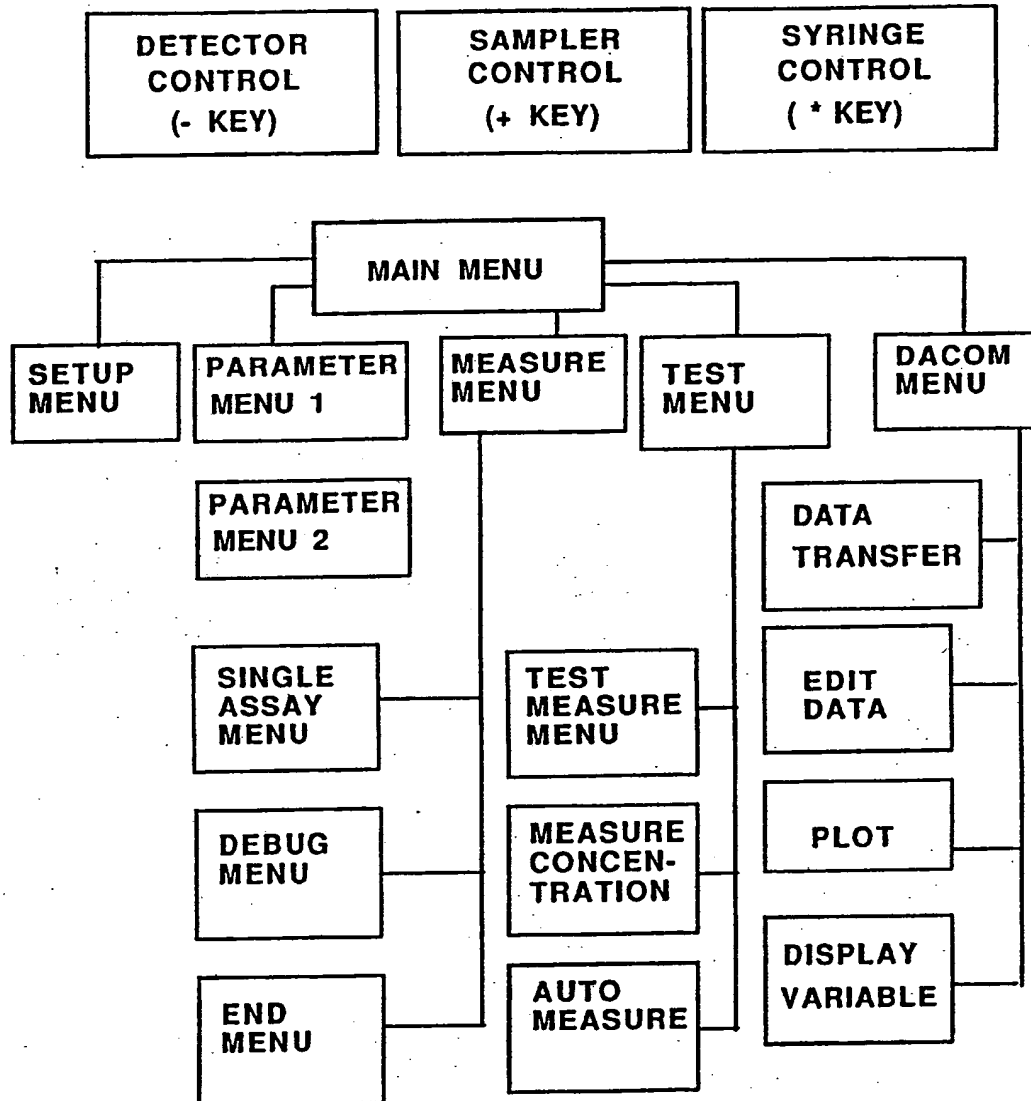 DETECTOR
CONTROL
(- KEY)
SAMPLER
CONTROL
(+ KEY)
SYRINGE
CONTROL
( * KEY)
MAIN MENU
SETUP
MENU
PARAMETER
MENU 1
MEASURE
MENU
TEST
MENU
DACOM
MENU
PARAMETER
MENU 2
DATA
TRANSFER
SINGLE
ASSAY
MENU
TEST
MEASURE
MENU
EDIT
DATA
DEBUG
MENU
MEASURE
CONCEN-
TRATION
PLOT
END
MENU
AUTO
MEASURE
DISPLAY
VARIABLE